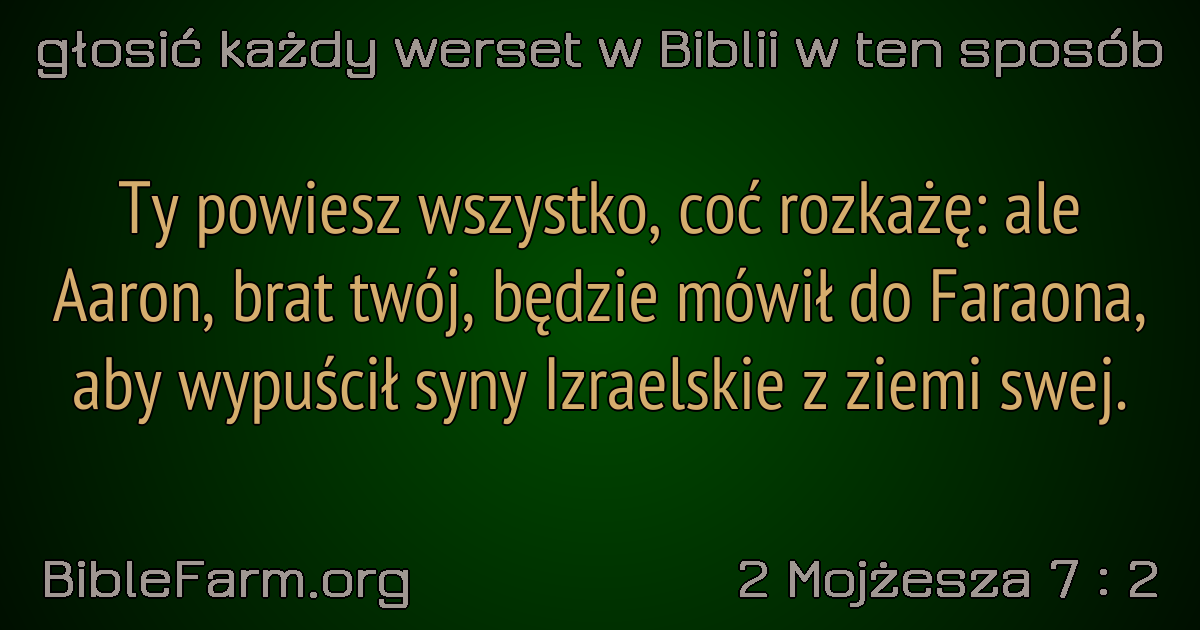 głosić każdy werset w Biblii w ten sposób
Ty powiesz wszystko, coć rozkażę: ale
Aaron, brat twój, będzie mówił do Faraona,
aby wypuścił syny Izraelskie z ziemi swej.
BibleFarm.org
2 Mojżesza 7 : 2